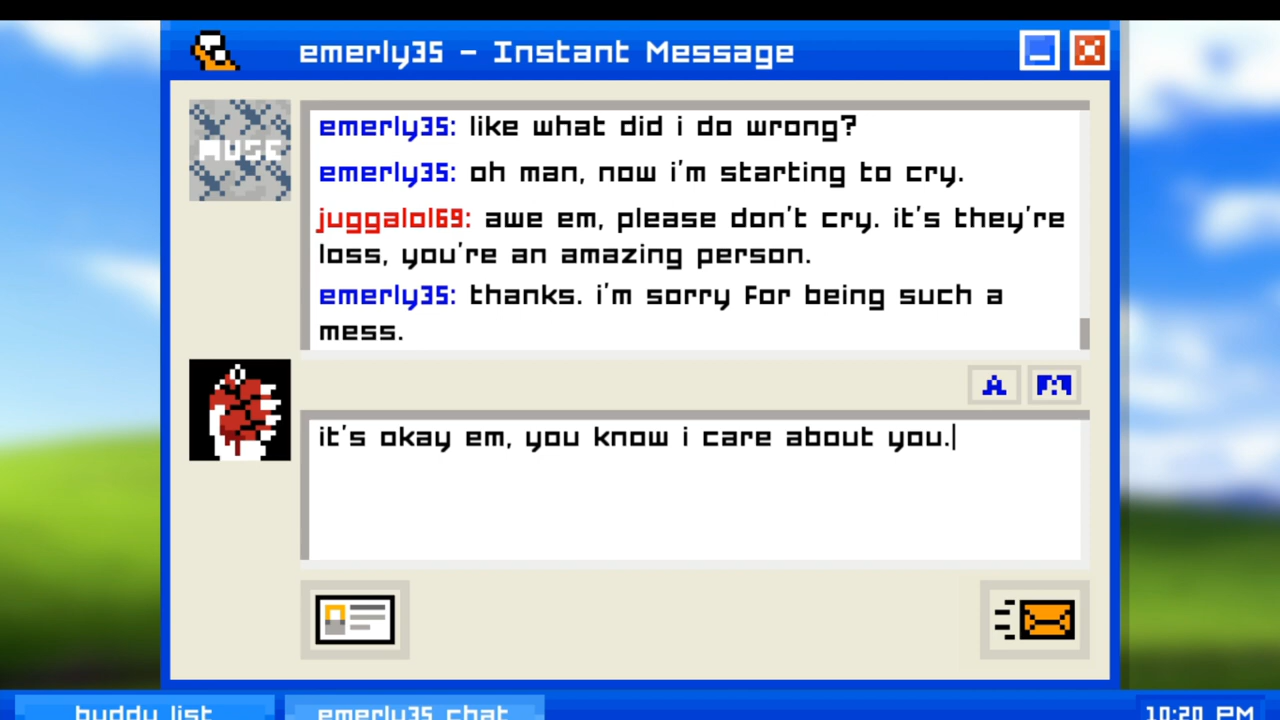 emerly35 - Instant Message
MUSE
emerly35: like what did i do wrong?
emerly35: oh man, now i'm starting to cry.
juggalol69: awe em, please don't cry. it's they're
loss, you're an amazing person.
emerly35: thanks. i'm sorry for being such a
mess.
A M
it's okay em, you know i care about you.
buddy list emerly35 chat 10:20 PM